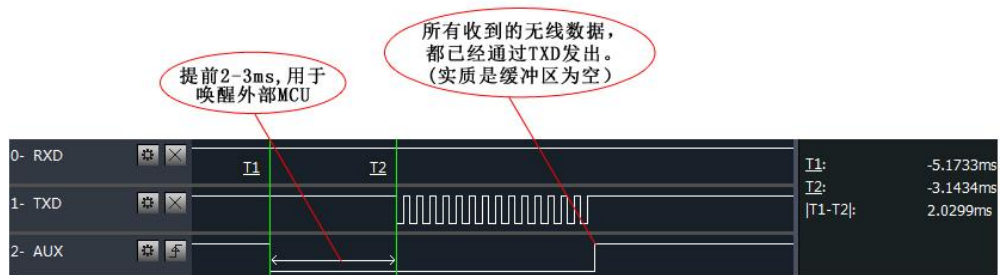 所有收到的无线数据，
都已经通过TXD发出。
(实质是缓冲区为空)
提前2-3ms,用于
唤醒外部MCU
0- RXD
T1
T2
1- TXD
2- AUX
T1: -5.1733ms
T2: -3.1434ms
|T1-T2|: 2.0299ms